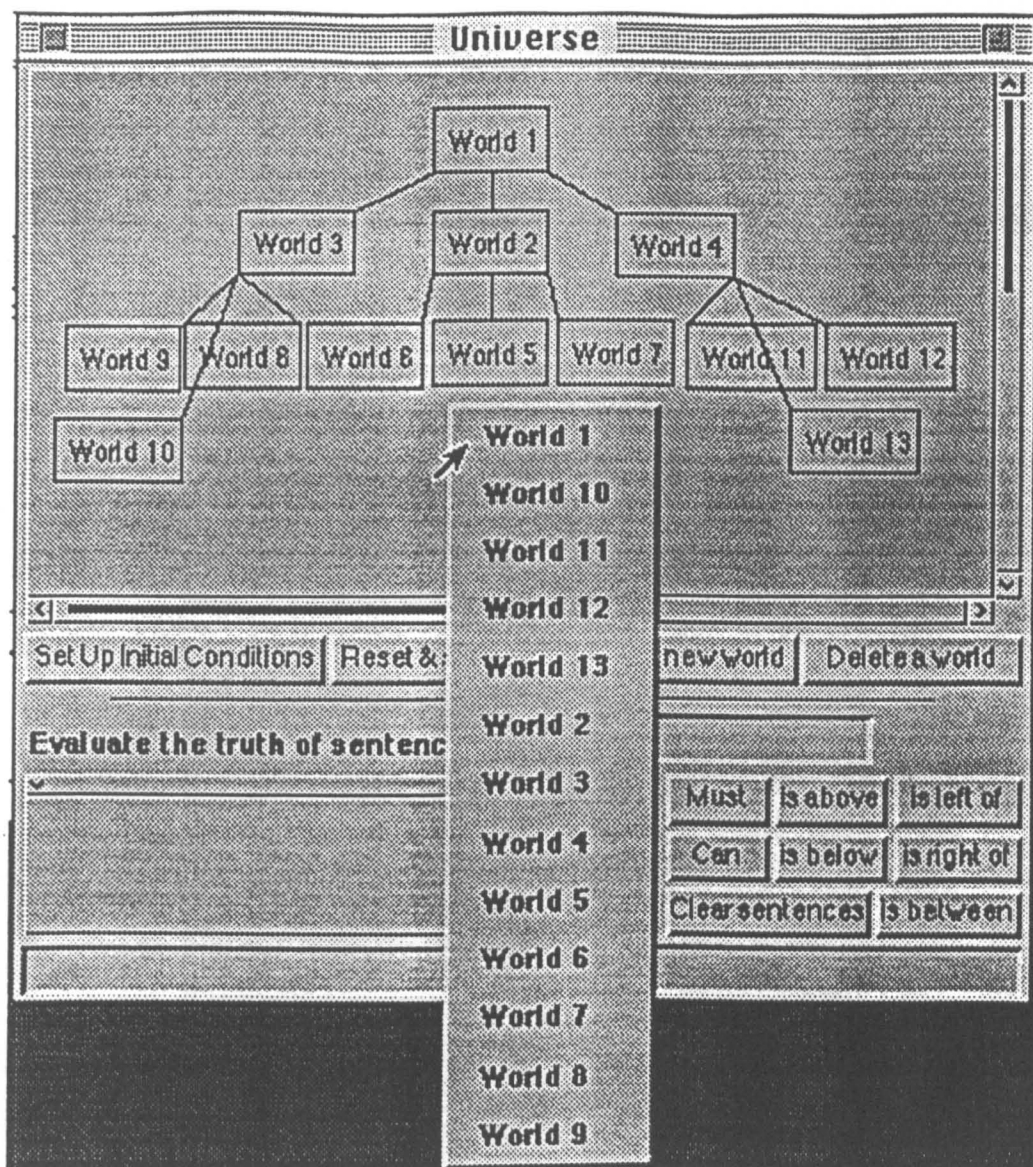 Universe
World 1
World 3 World 2 World 4
World 9 World 8 World 6 World 5 World 7 World 11 World 12
World 10 World 13
World 1
World 10
World 11
World 12
World 13
World 2
World 3
World 4
World 5
World 6
World 7
World 8
World 9
Set Up Initial Conditions Reset & new world Delete a world
Evaluate the truth of sentenc
Must is above is left of
Can is below is right of
Clear sentences is between